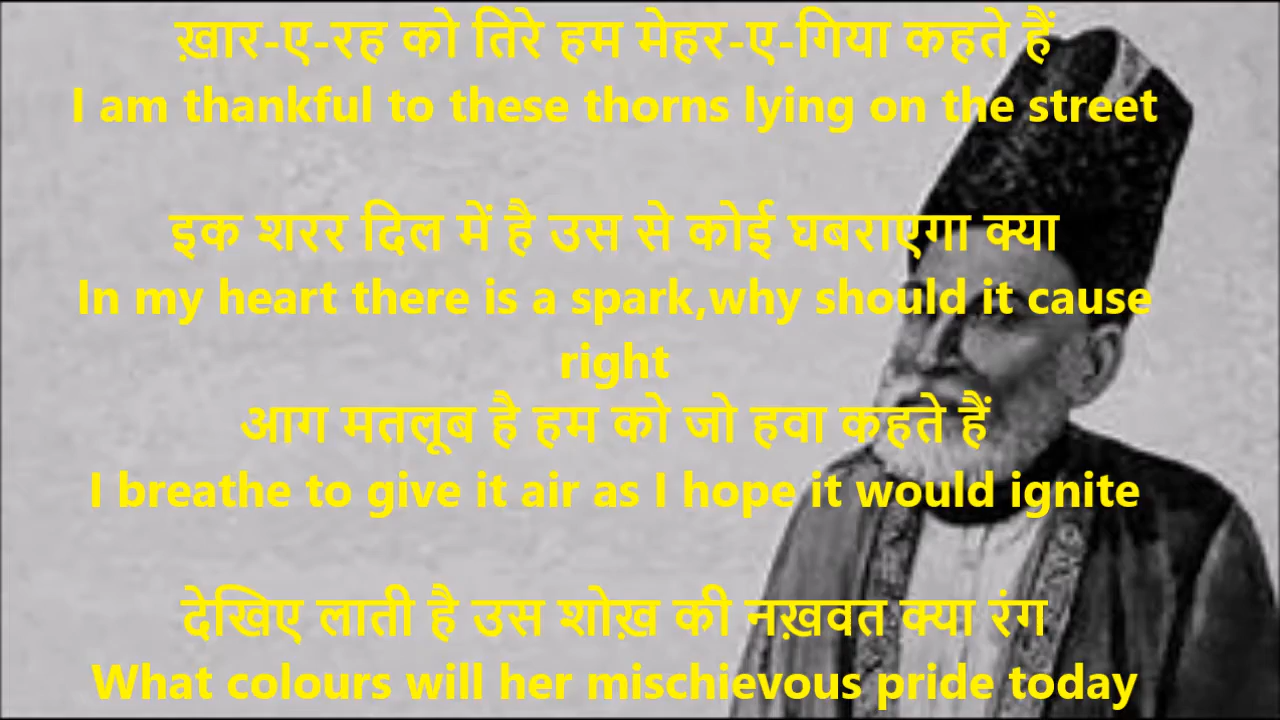 ख़ार-ए-रह को तिरे हम मेहर-ए-गिया कहते हैं
I am thankful to these thorns lying on the street
इक शरर दिल में है उस से कोई घबराएगा क्या
In my heart there is a spark,why should it cause
right
आग मतलूब है हम को जो हवा कहते हैं
I breathe to give it air as I hope it would ignite
देखिए लाती है उस शोख़ की नख़वत क्या रंग
What colours will her mischievous pride today